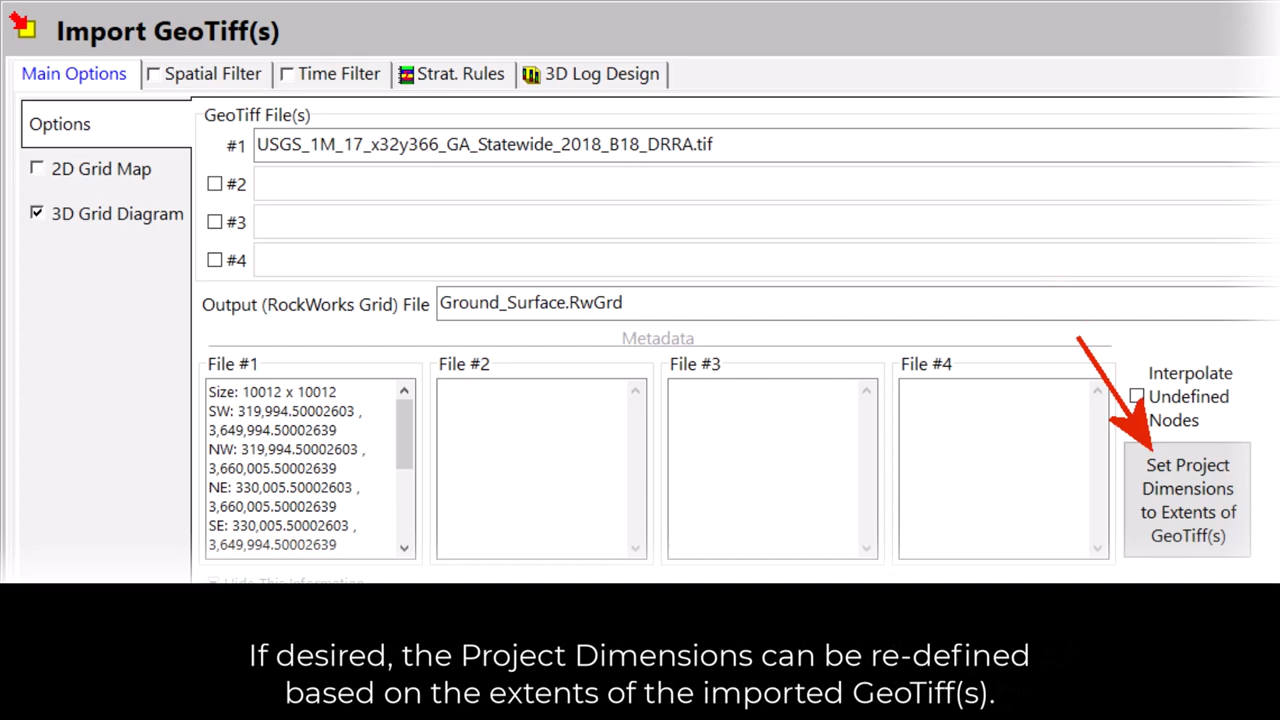 Import GeoTiff(s)
Main Options Spatial Filter Time Filter Strat. Rules 3D Log Design
Options
2D Grid Map
3D Grid Diagram
GeoTiff File(s)
#1 USGS_1M_17_x32y366_GA_Statewide_2018_B18_DRRA.tif
#2
#3
#4
Output (RockWorks Grid) File Ground_Surface.RwGrd
Metadata
File #1
Size: 10012 x 10012
SW: 319,994.50002603 ,
3,649,994.50002639
NW: 319,994.50002603 ,
3,660,005.50002639
NE: 330,005.50002603 ,
3,660,005.50002639
SE: 330,005.50002603 ,
3,649,994.50002639
File #2
File #3
File #4
Interpolate
Undefined
Nodes
Set Project
Dimensions
to Extents of
GeoTiff(s)
Hide This Information
If desired, the Project Dimensions can be re-defined
based on the extents of the imported GeoTiff(s).